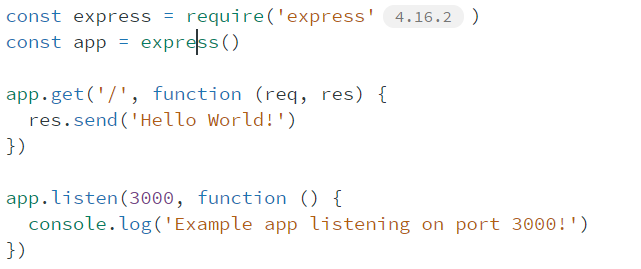 const express = require('express' 4.16.2 )
const app = express()

app.get('/', function (req, res) {
  res.send('Hello World!')
})

app.listen(3000, function () {
  console.log('Example app listening on port 3000!')
})